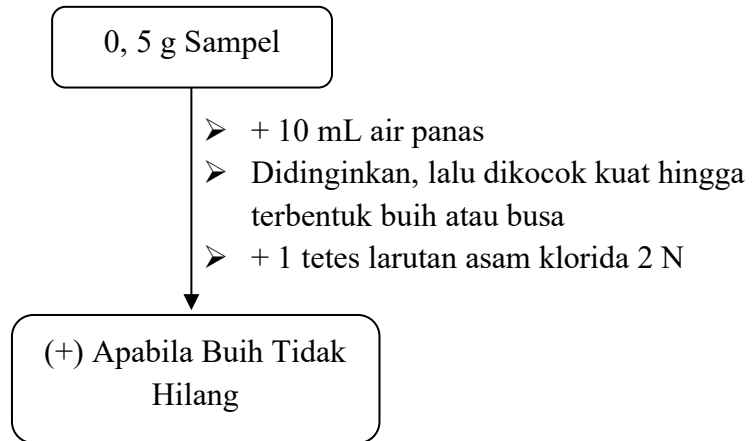 0, 5 g Sampel
➢ + 10 mL air panas
➢ Didinginkan, lalu dikocok kuat hingga
terbentuk buih atau busa
➢ + 1 tetes larutan asam klorida 2 N
(+) Apabila Buih Tidak
Hilang